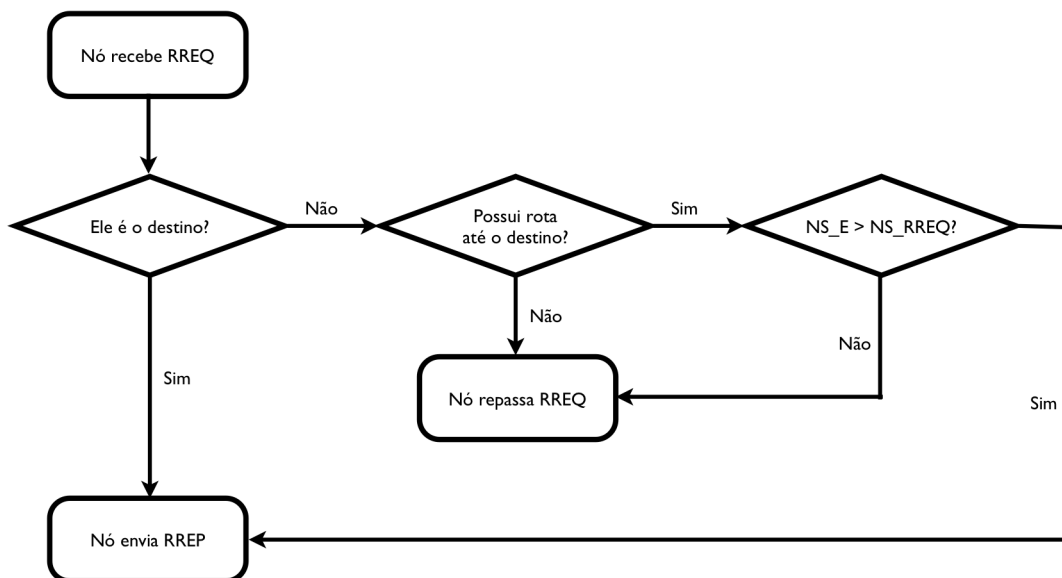 Nó recebe RREQ
Ele é o destino?
Não
Possui rota
até o destino?
Sim
NS_E > NS_RREQ?
Não
Não
Nó repassa RREQ
Sim
Sim
Nó envia RREP